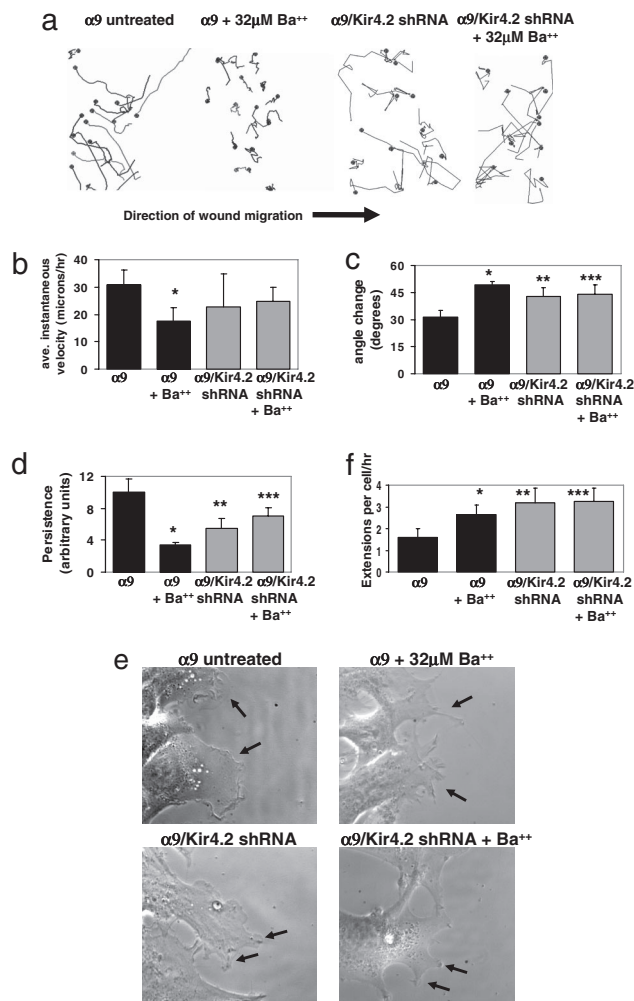 a
α9 untreated
α9 + 32μM Ba⁺⁺
α9/Kir4.2 shRNA
α9/Kir4.2 shRNA
+ 32μM Ba⁺⁺
Direction of wound migration
b
ave. instantaneous
velocity (microns/hr)
40
30
20
10
0
*
α9
α9
+ Ba⁺⁺
α9/Kir4.2
shRNA
α9/Kir4.2
shRNA
+ Ba⁺⁺
c
angle change
(degrees)
60
45
30
15
0
*
**
***
α9
α9
+ Ba⁺⁺
α9/Kir4.2
shRNA
α9/Kir4.2
shRNA
+ Ba⁺⁺
d
Persistence
(arbitrary units)
12
8
4
0
*
**
***
α9
α9
+ Ba⁺⁺
α9/Kir4.2
shRNA
α9/Kir4.2
shRNA
+ Ba⁺⁺
f
Extensions per cell/hr
4
3
2
1
0
*
**
***
α9
α9
+ Ba⁺⁺
α9/Kir4.2
shRNA
α9/Kir4.2
shRNA
+ Ba⁺⁺
e
α9 untreated
α9 + 32μM Ba⁺⁺
α9/Kir4.2 shRNA
α9/Kir4.2 shRNA + Ba⁺⁺